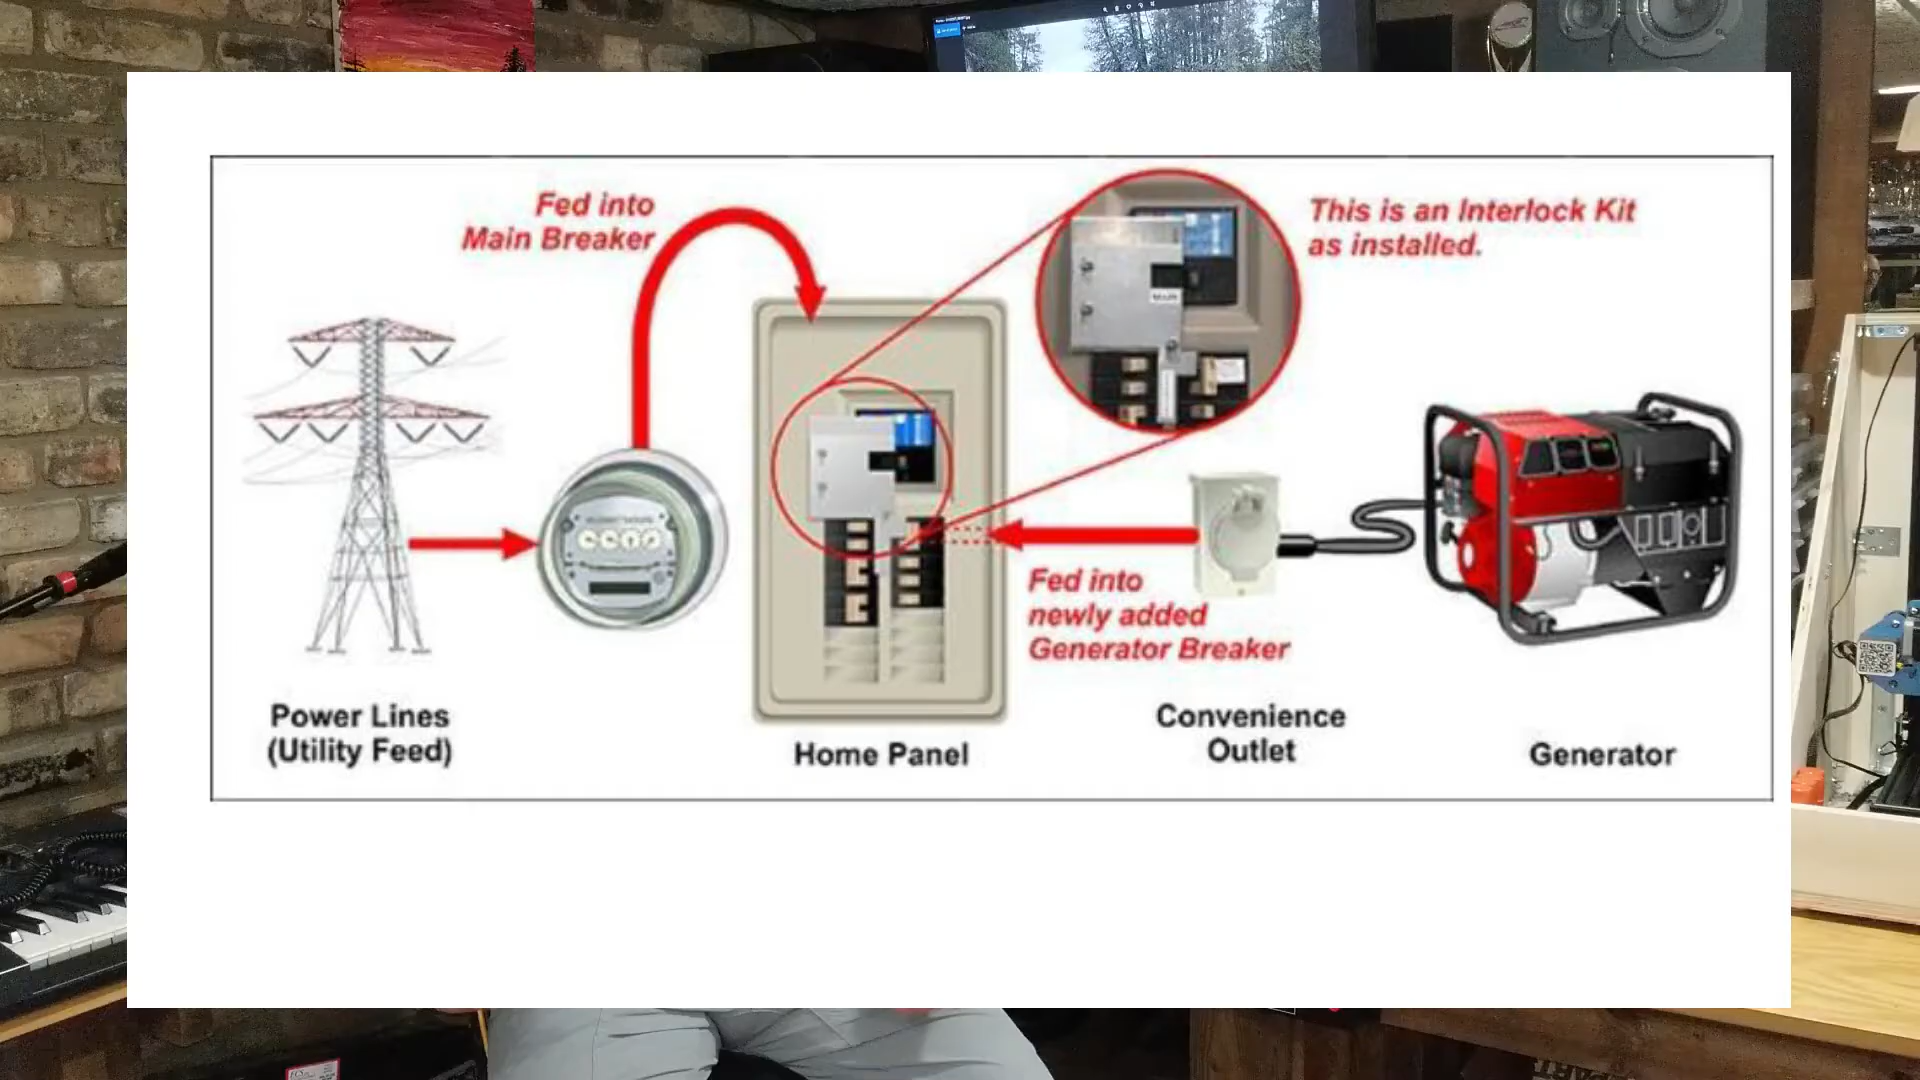 Fed into
Main Breaker
This is an Interlock Kit
as installed.
Fed into
newly added
Generator Breaker
Power Lines
(Utility Feed)
Home Panel
Convenience
Outlet
Generator